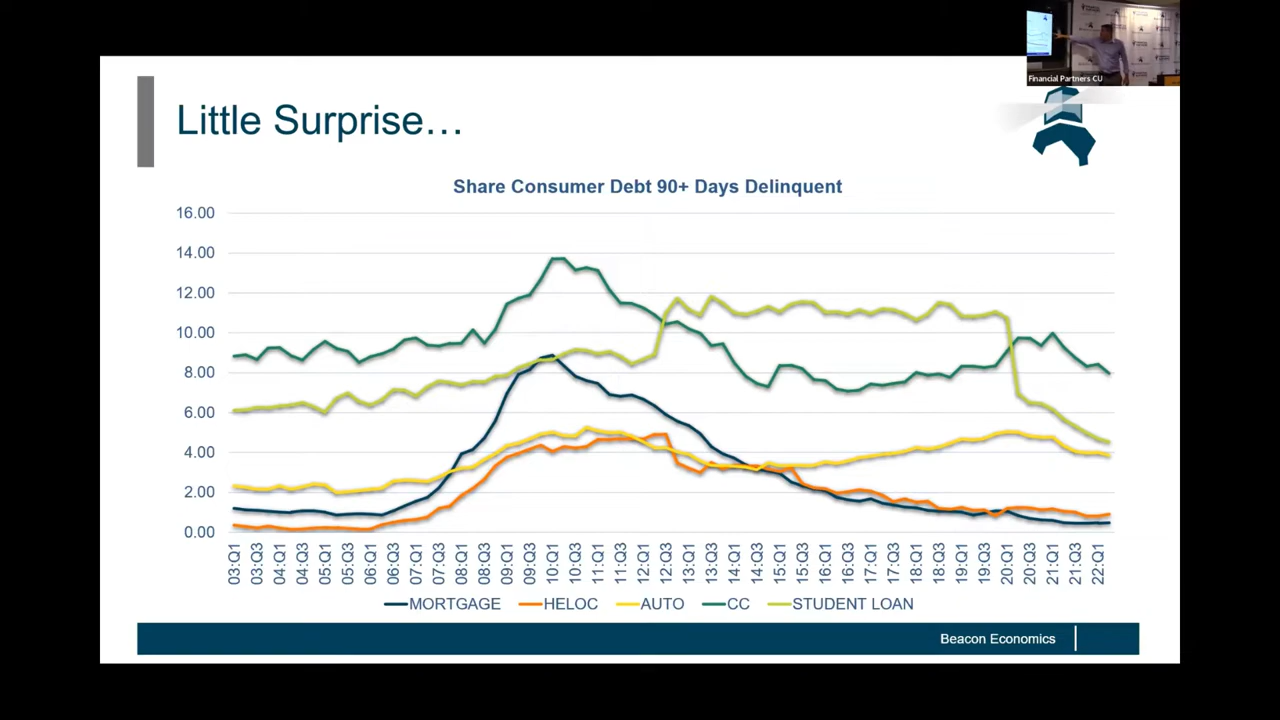 Financial Partners CU
Little Surprise…
Share Consumer Debt 90+ Days Delinquent
16.00
14.00
12.00
10.00
8.00
6.00
4.00
2.00
0.00
03:Q1
03:Q3
04:Q1
04:Q3
05:Q1
05:Q3
06:Q1
06:Q3
07:Q1
07:Q3
08:Q1
08:Q3
09:Q1
09:Q3
10:Q1
10:Q3
11:Q1
11:Q3
12:Q1
12:Q3
13:Q1
13:Q3
14:Q1
14:Q3
15:Q1
15:Q3
16:Q1
16:Q3
17:Q1
17:Q3
18:Q1
18:Q3
19:Q1
19:Q3
20:Q1
20:Q3
21:Q1
21:Q3
22:Q1
MORTGAGE HELOC AUTO CC STUDENT LOAN
Beacon Economics